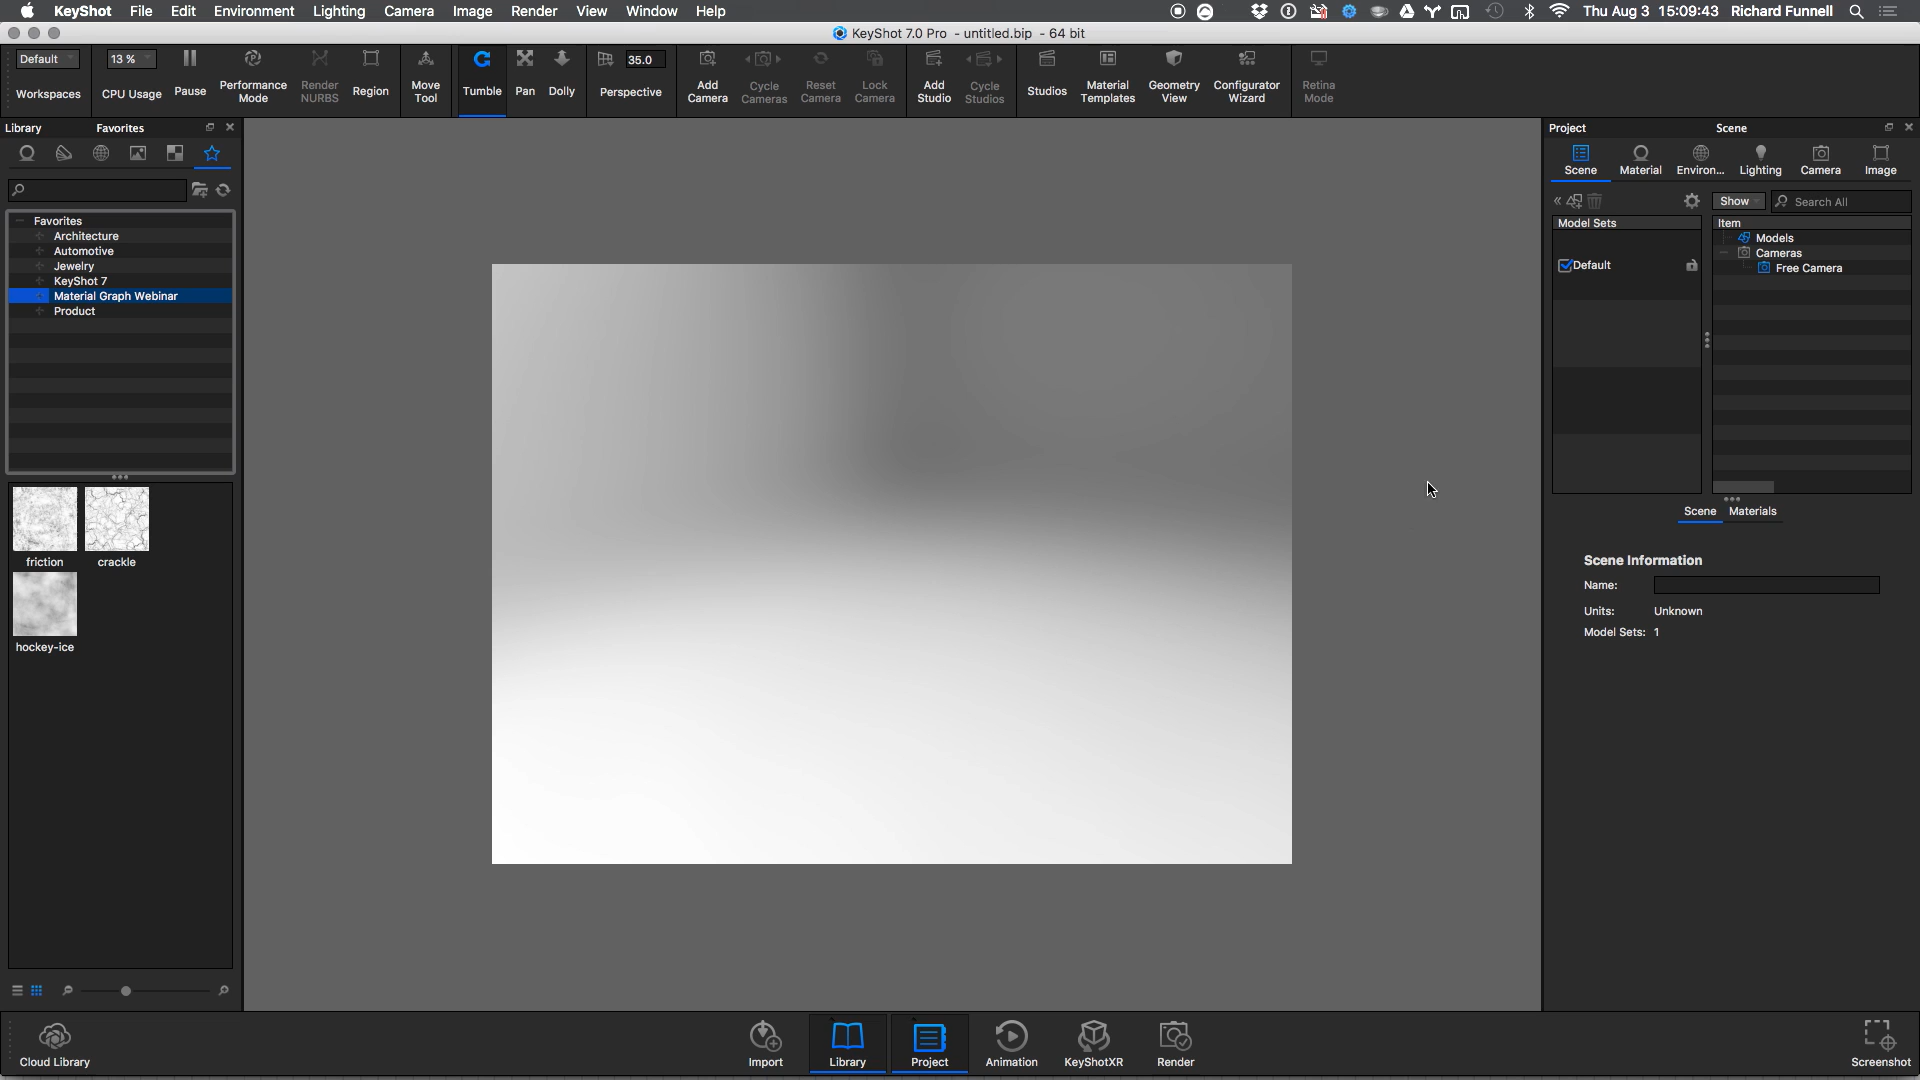 KeyShot File Edit Environment Lighting Camera Image Render View Window Help Thu Aug 3 15:09:43 Richard Funnell
KeyShot 7.0 Pro - untitled.bip - 64 bit
Default 13 % 35.0
Workspaces CPU Usage Pause Performance Mode Render NURBS Region Move Tool Tumble Pan Dolly Perspective Add Camera Cycle Cameras Reset Camera Lock Camera Add Studio Cycle Studios Studios Material Templates Geometry View Configurator Wizard Retina Mode
Library Favorites
Favorites
Architecture
Automotive
Jewelry
KeyShot 7
Material Graph Webinar
Product
friction crackle
hockey-ice
Project Scene
Scene Material Environ... Lighting Camera Image
Show Search All
Model Sets Item
Default
Models
Cameras
Free Camera
Scene Materials
Scene Information
Name:
Units: Unknown
Model Sets: 1
Cloud Library Import Library Project Animation KeyShotXR Render Screenshot